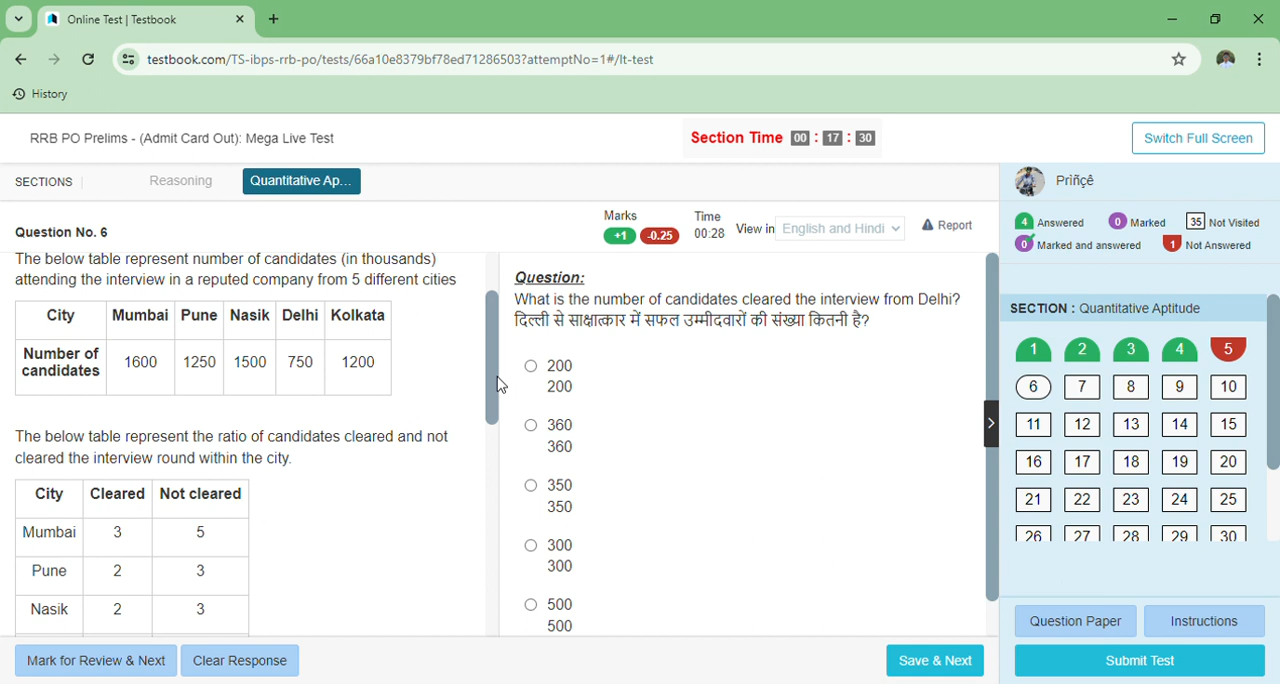 Online Test | Testbook
testbook.com/TS-ibps-rrb-po/tests/66a10e8379bf78ed71286503?attemptNo=1#/lt-test
History
RRB PO Prelims - (Admit Card Out): Mega Live Test
Section Time 00 : 17 : 30
Switch Full Screen
SECTIONS
Reasoning
Quantitative Ap...
Question No. 6
Marks
+1 -0.25
Time
00:28
View in English and Hindi
Report
The below table represent number of candidates (in thousands)
attending the interview in a reputed company from 5 different cities
City Mumbai Pune Nasik Delhi Kolkata
Number of
candidates 1600 1250 1500 750 1200
The below table represent the ratio of candidates cleared and not
cleared the interview round within the city.
City Cleared Not cleared
Mumbai 3 5
Pune 2 3
Nasik 2 3
Question:
What is the number of candidates cleared the interview from Delhi?
दिल्ली से साक्षात्कार में सफल उम्मीदवारों की संख्या कितनी है?
200
200
360
360
350
350
300
300
500
500
Mark for Review & Next
Clear Response
Save & Next
Prïñçê
4 Answered 0 Marked 35 Not Visited
0 Marked and answered 1 Not Answered
SECTION : Quantitative Aptitude
1 2 3 4 5
6 7 8 9 10
11 12 13 14 15
16 17 18 19 20
21 22 23 24 25
26 27 28 29 30
Question Paper
Instructions
Submit Test